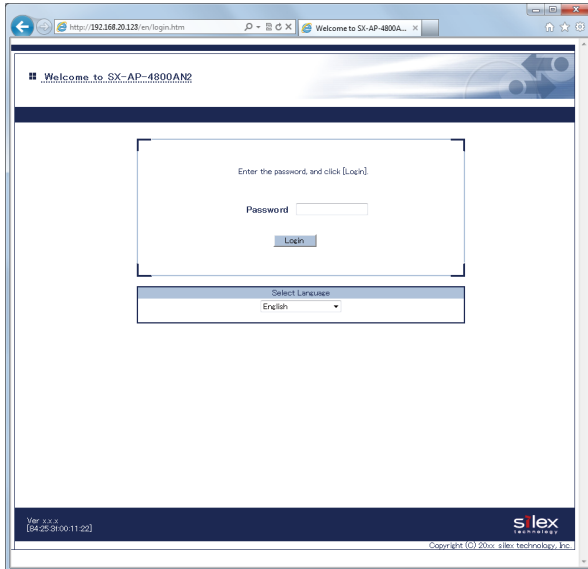 http://192.168.20.123/en/login.htm
Welcome to SX-AP-4800A...
Welcome to SX-AP-4800AN2
Enter the password, and click [Login].
Password
Login
Select Language
English
Ver x.x.x
[84:25:3f:00:11:22]
silex
technology
Copyright (C) 20xx silex technology, Inc.